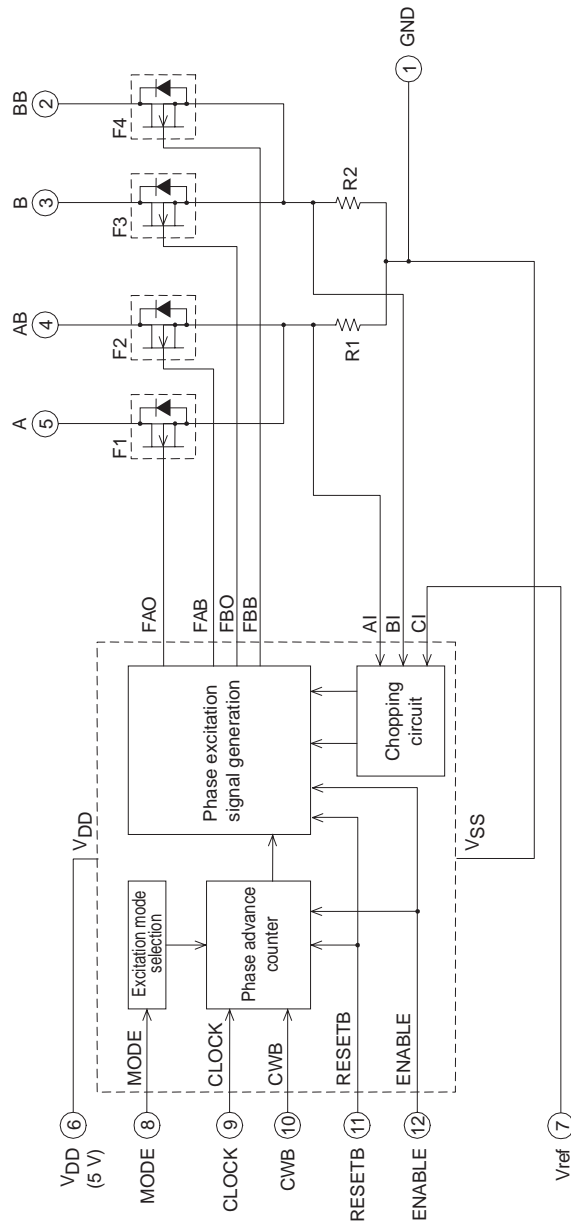 VDD
(5 V)
6
MODE
8
CLOCK
9
CWB
10
RESETB
11
ENABLE
12
Vref
7
VDD
MODE
CLOCK
CWB
RESETB
ENABLE
Excitation mode
selection
Phase advance
counter
Phase excitation
signal generation
Chopping
circuit
VSS
FAO
FAB
FBO
FBB
AI
BI
CI
F1
F2
F3
F4
R1
R2
A
5
AB
4
B
3
BB
2
1
GND